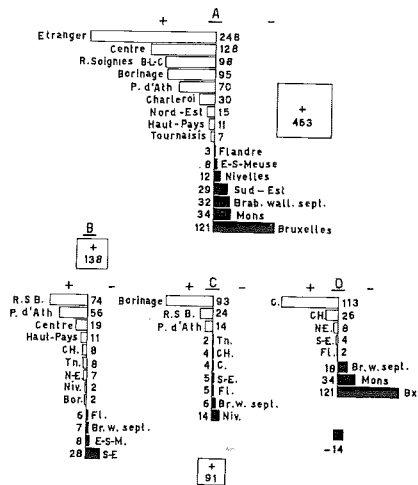 A
+ -
Etranger 248
Centre 128
R.Soignies B-L-C 98
Borinage 95
P. d'Ath 70
Charleroi 30
Nord-Est 15
Haut-Pays 11
Tournaisis 7
3 Flandre
8 E-S-Meuse
12 Nivelles
29 Sud-Est
32 Brab. wall. sept.
34 Mons
121 Bruxelles
+
463
B
+
138
+ -
R.S B. 74
P. d'Ath 56
Centre 19
Haut-Pays 11
CH. 8
Tn. 8
N-E. 7
Niv. 2
Bor. 2
6 Fl.
7 Br.w. sept.
8 E-S-M.
28 S-E
C
+ -
Borinage 93
R.S B. 24
P. d'Ath 14
2 Tn.
4 CH.
4 C.
5 S-E.
5 Fl.
6 Br.w. sept.
14 Niv.
+
91
D
+ -
C. 113
CH. 26
NE. 8
S-E. 4
Fl. 2
18 Br.w. sept.
34 Mons
121 Bx
-14